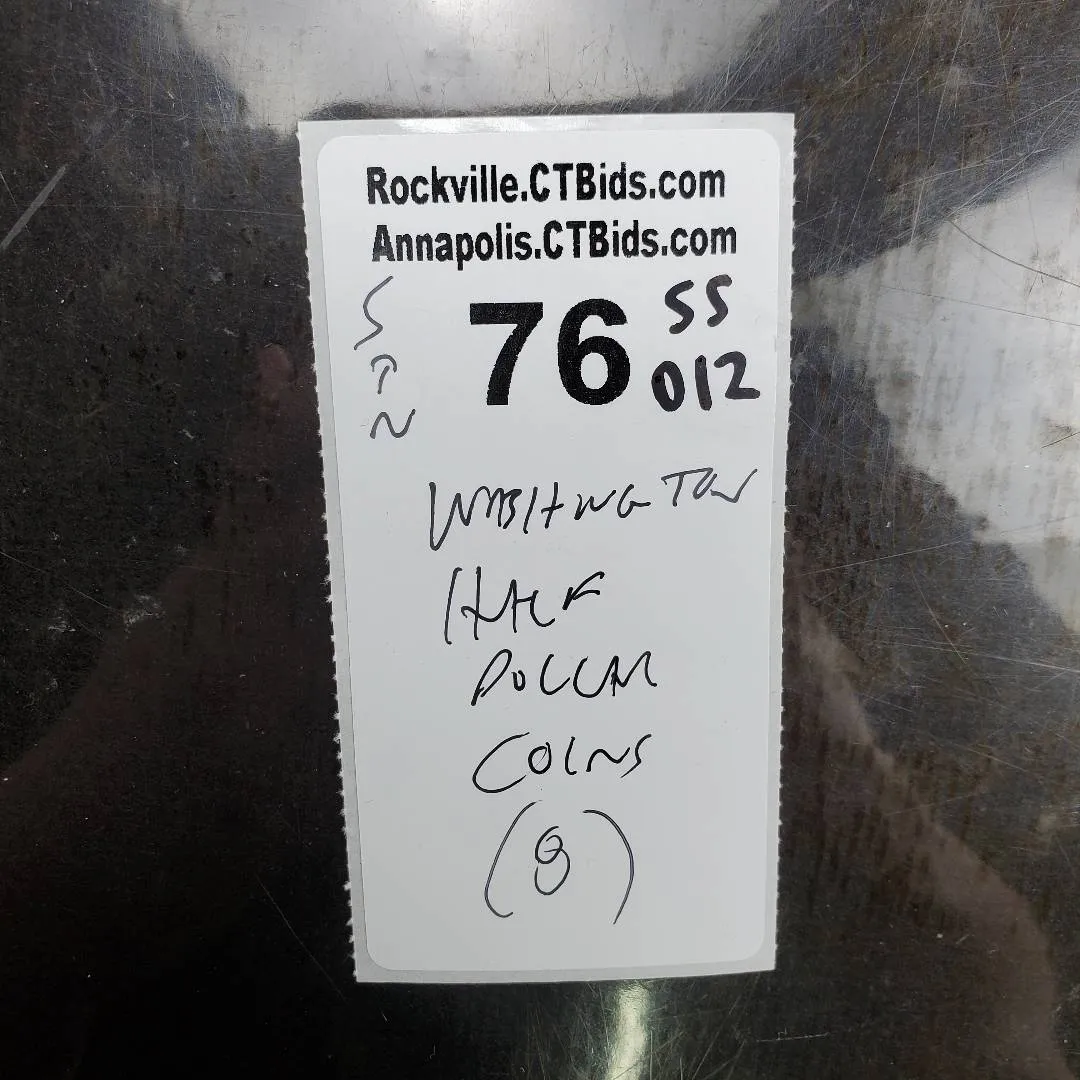 Rockville.CTBids.com
Annapolis.CTBids.com
76
SS
012
WASHINGTON
HALF
DOLLAR
COINS
(8)